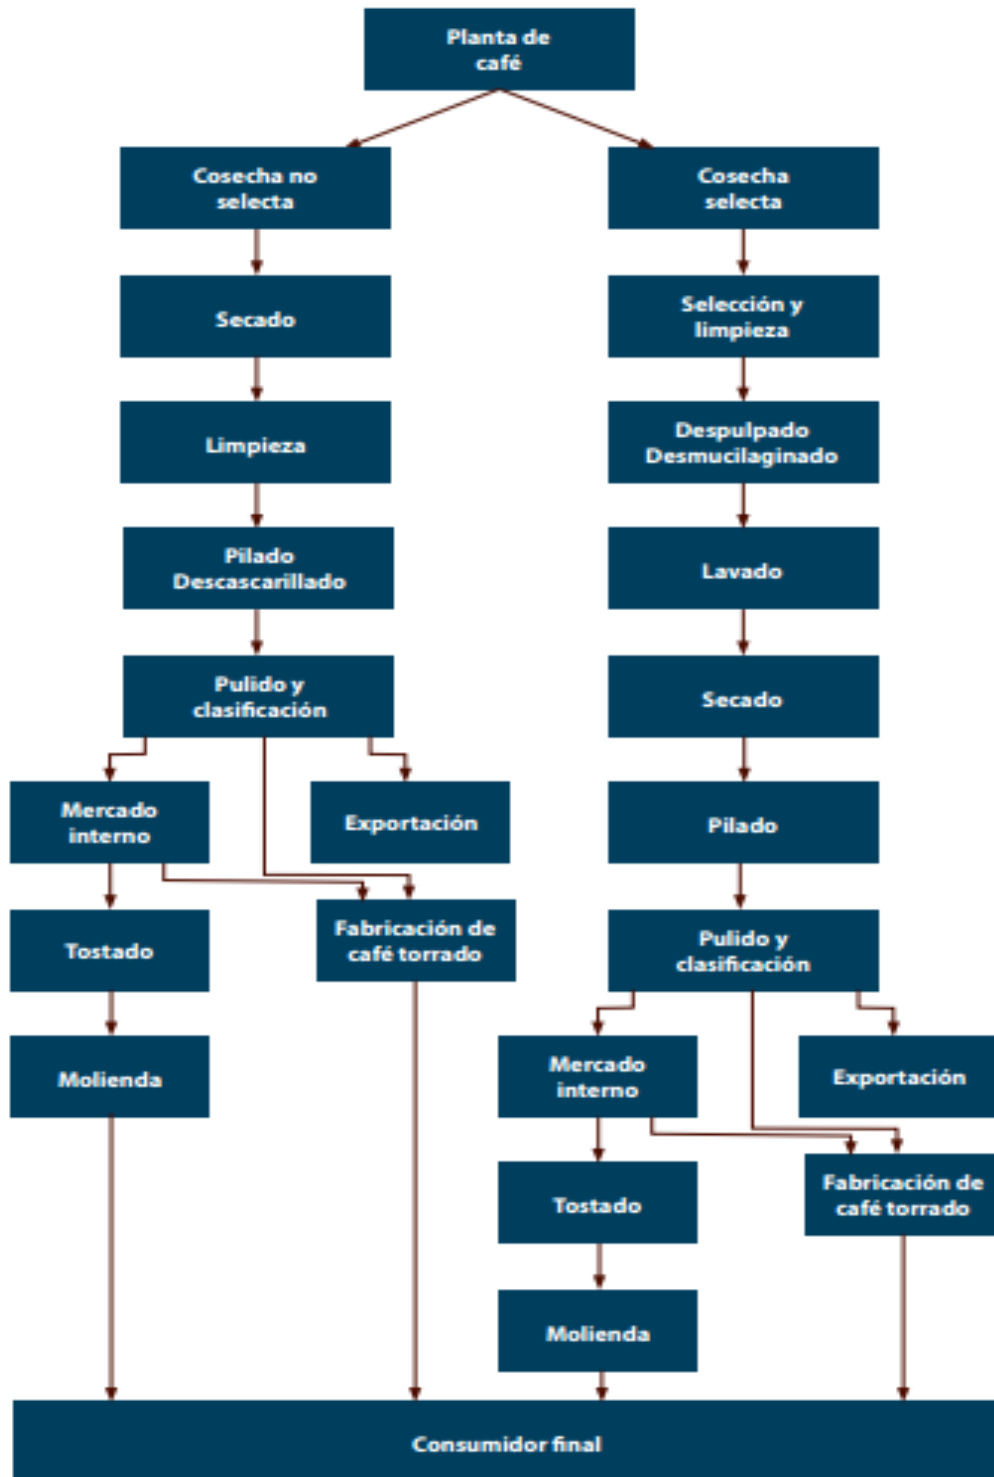 Planta de
café
Cosecha no
selecta
Cosecha
selecta
Secado
Selección y
limpieza
Limpieza
Despulpado
Desmucilaginado
Pilado
Descascarillado
Lavado
Pulido y
clasificación
Secado
Mercado
interno
Exportación
Pilado
Tostado
Fabricación de
café torrado
Pulido y
clasificación
Molienda
Mercado
interno
Exportación
Tostado
Fabricación de
café torrado
Molienda
Consumidor final